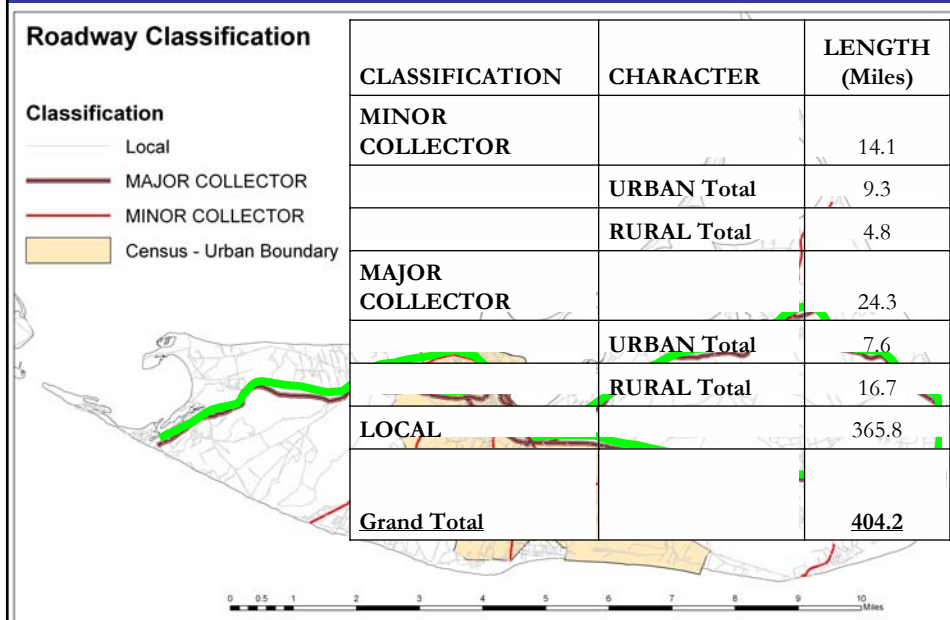 Roadway Classification
Classification
Local
MAJOR COLLECTOR
MINOR COLLECTOR
Census - Urban Boundary
CLASSIFICATION CHARACTER LENGTH
(Miles)
MINOR
COLLECTOR 14.1
URBAN Total 9.3
RURAL Total 4.8
MAJOR
COLLECTOR 24.3
URBAN Total 7.6
RURAL Total 16.7
LOCAL 365.8
Grand Total 404.2
0 0.5 1 2 3 4 5 6 7 8 9 10
Miles